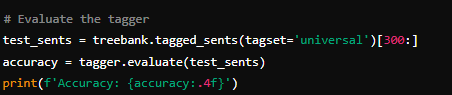 # Evaluate the tagger
test_sents = treebank.tagged_sents(tagset='universal')[300:]
accuracy = tagger.evaluate(test_sents)
print(f'Accuracy: {accuracy:.4f}')